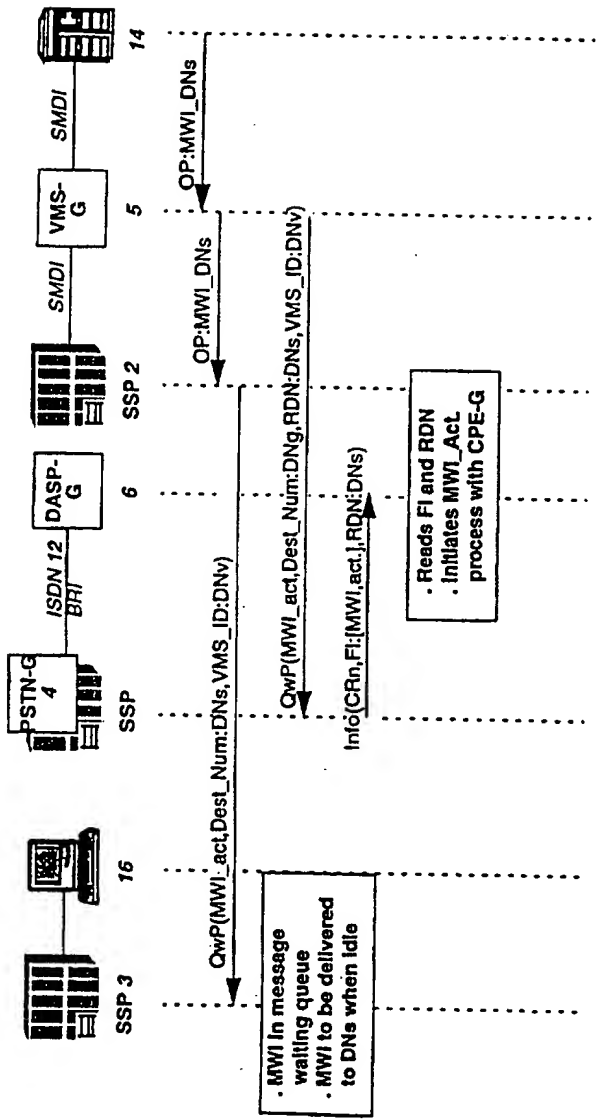 SSP 3
16
PSTN-G
4
SSP
ISDN 12
BRI
DASP-
G
6
SSP 2
SMDI
VMS-
G
5
SMDI
14
OP:MWI_DNs
OP:MWI_DNs
QwP(MWI_act,Dest_Num:DNs,VMS_ID:DNv)
QwP(MWI_act,Dest_Num:DNg,RDN:DNs,VMS_ID:DNv)
Info(CRn,FI:[MWI,act.],RDN:DNs)
. MWI in message
waiting queue
. MWI to be delivered
to DNs when idle
. Reads FI and RDN
. Initiates MWI_Act.
process with CPE-G